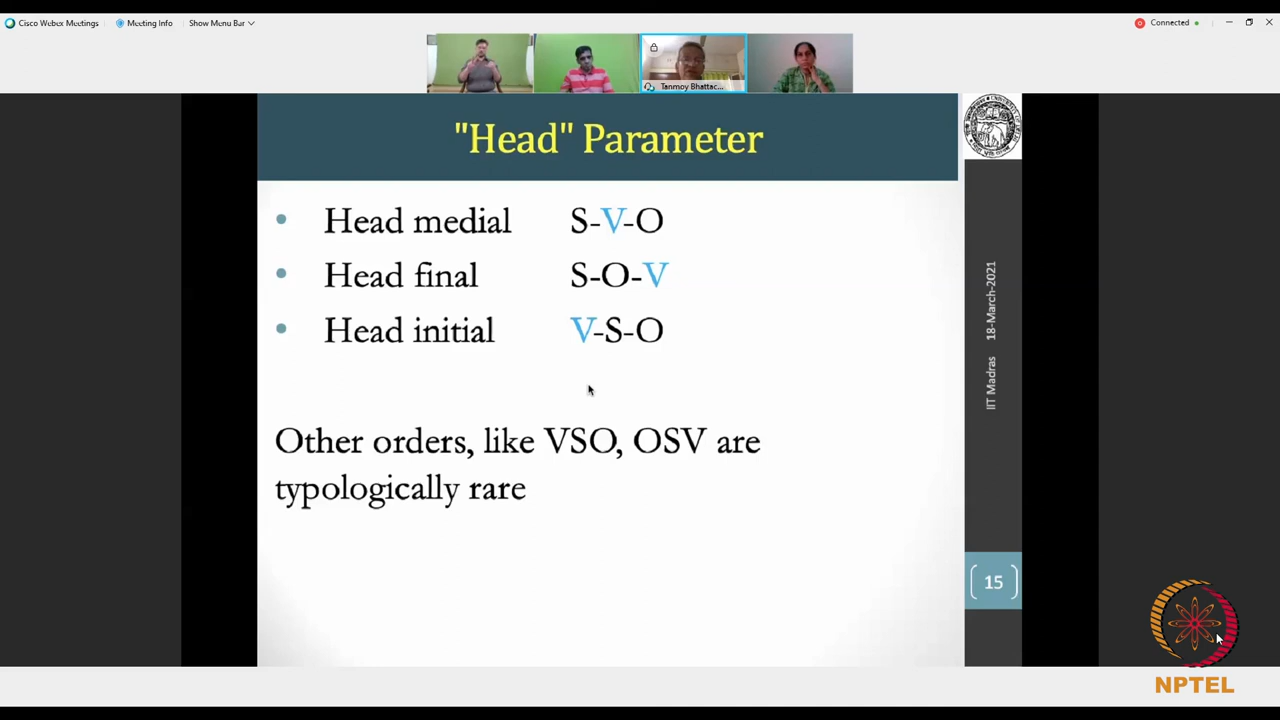 Cisco Webex Meetings
Meeting Info
Show Menu Bar
Connected
Tanmoy Bhattac...
"Head" Parameter
• Head medial S-V-O
• Head final S-O-V
• Head initial V-S-O
Other orders, like VSO, OSV are
typologically rare
IIT Madras 18-March-2021
15
NPTEL